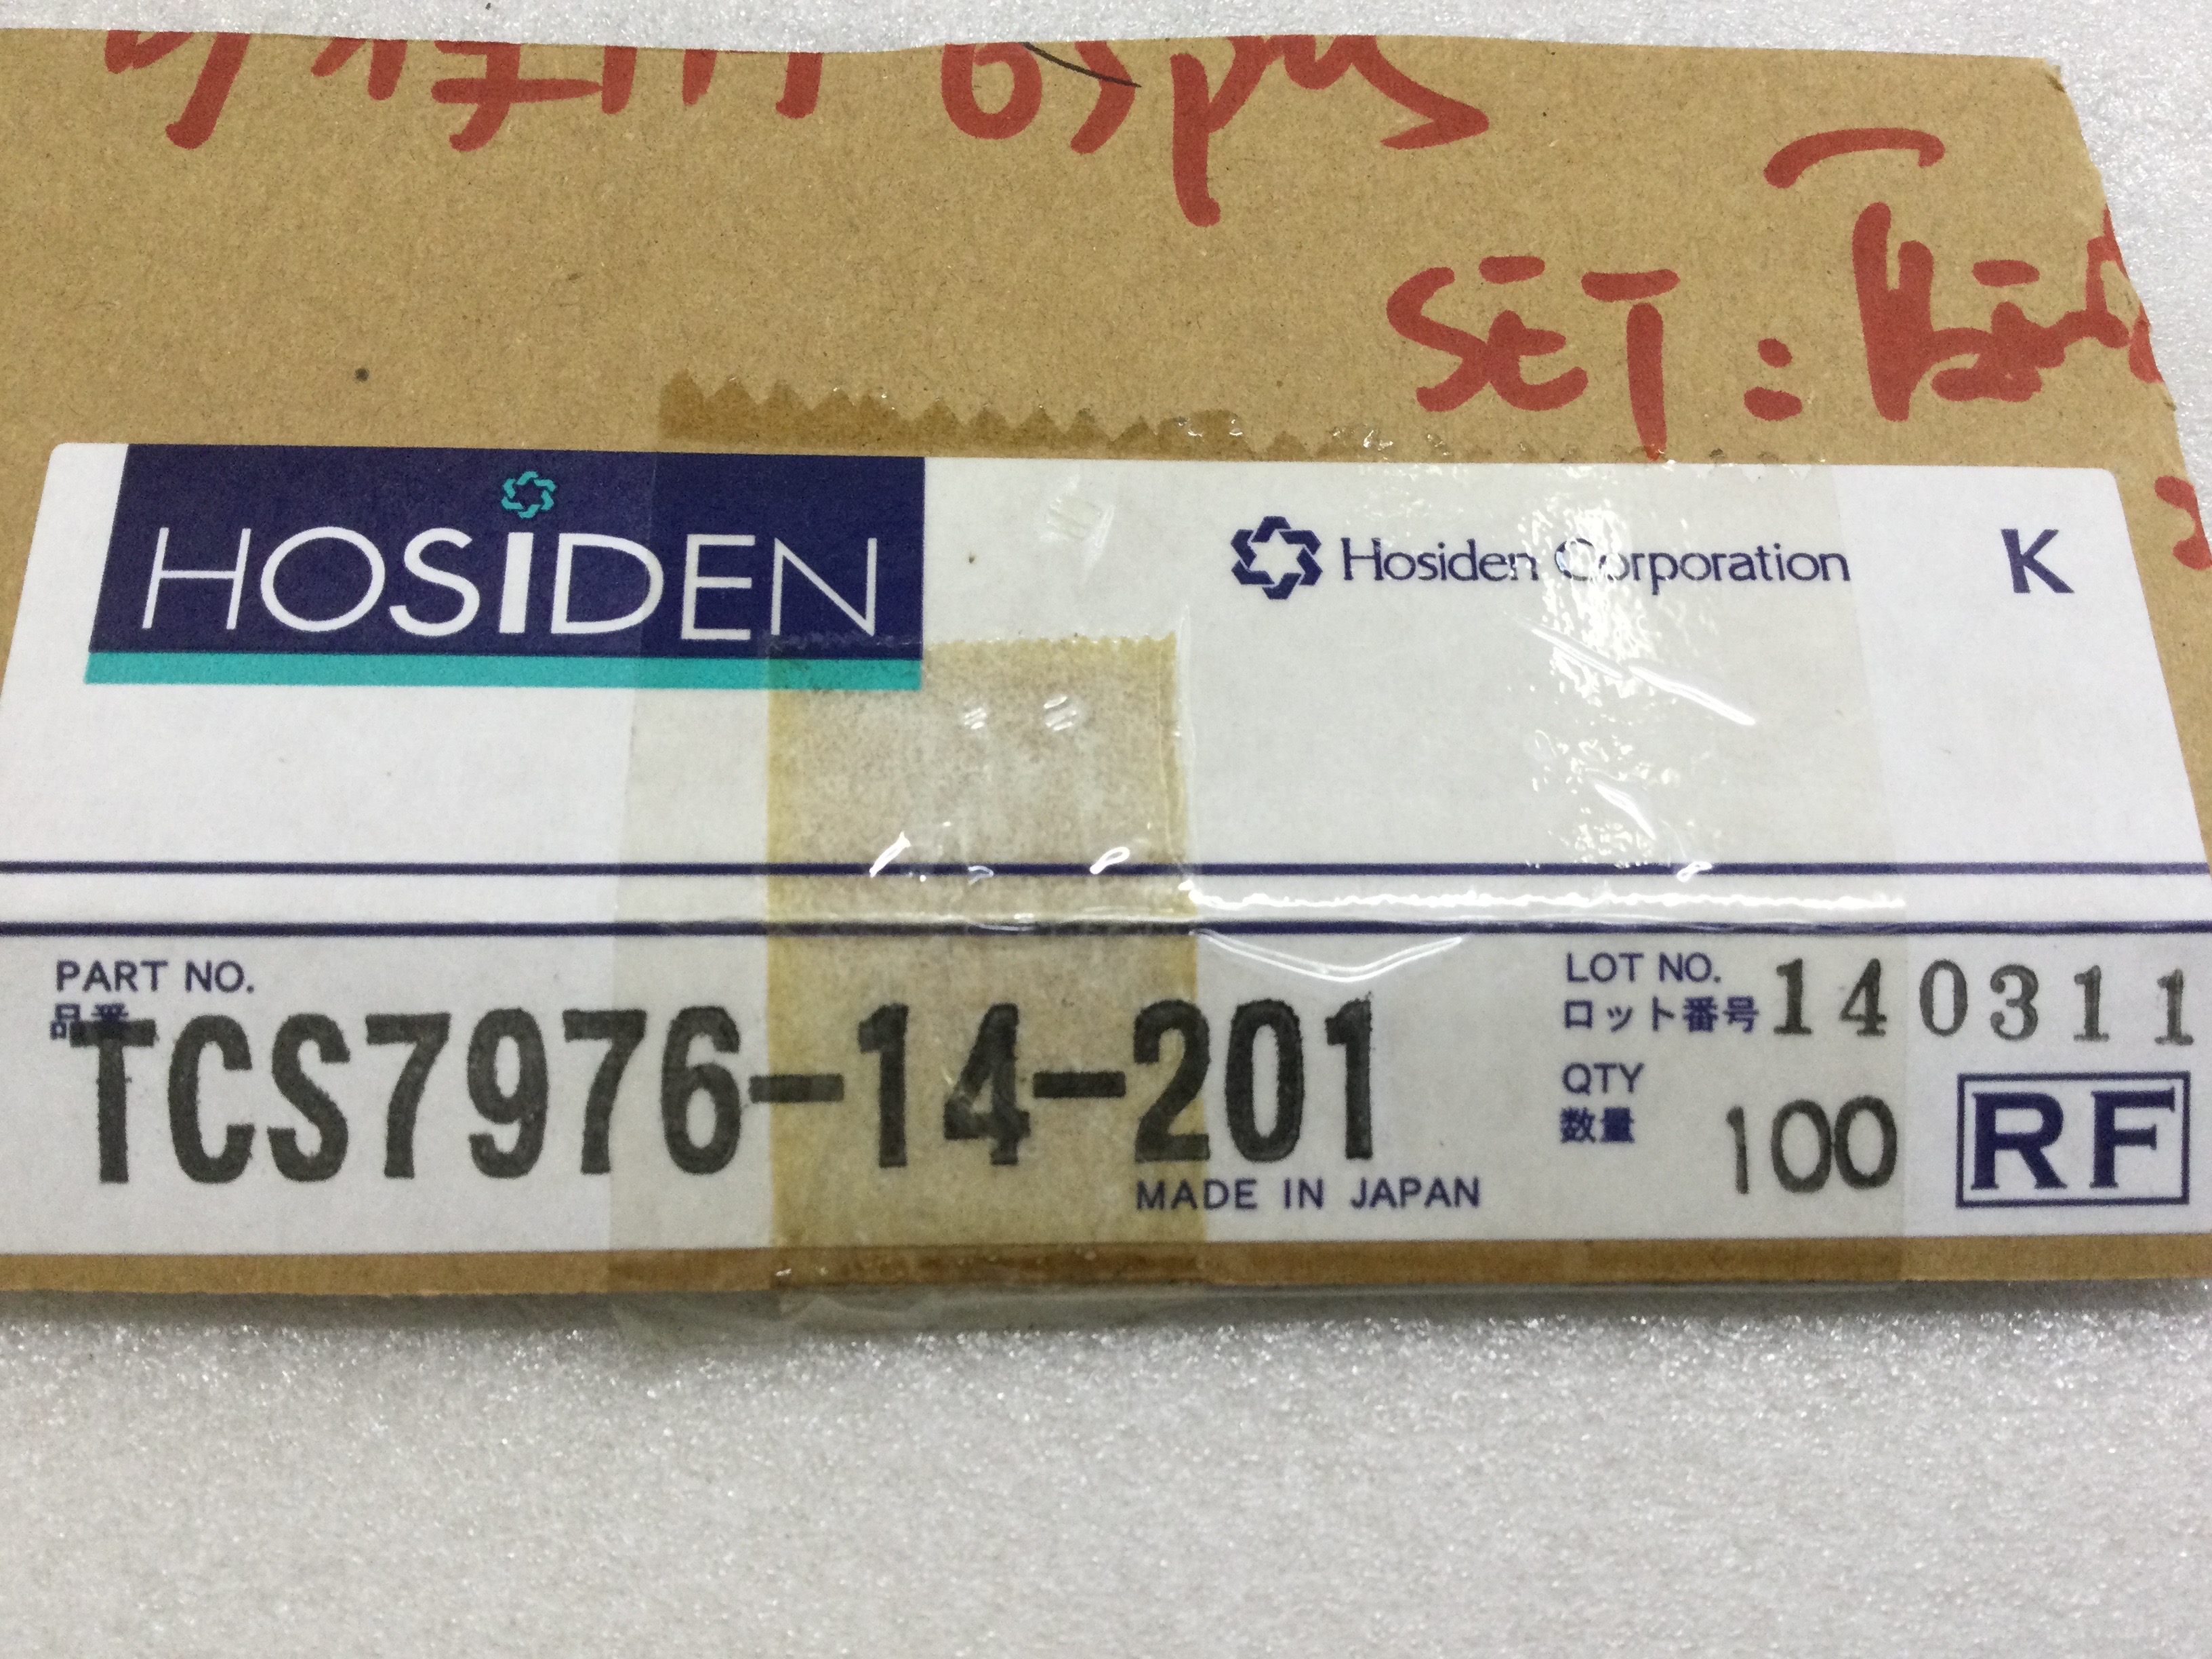 SET:
HOSiDEN
Hosiden Corporation
K
PART NO.
品番
TCS7976-14-201
MADE IN JAPAN
LOT NO.
ロット番号 140311
QTY
数量 100
RF